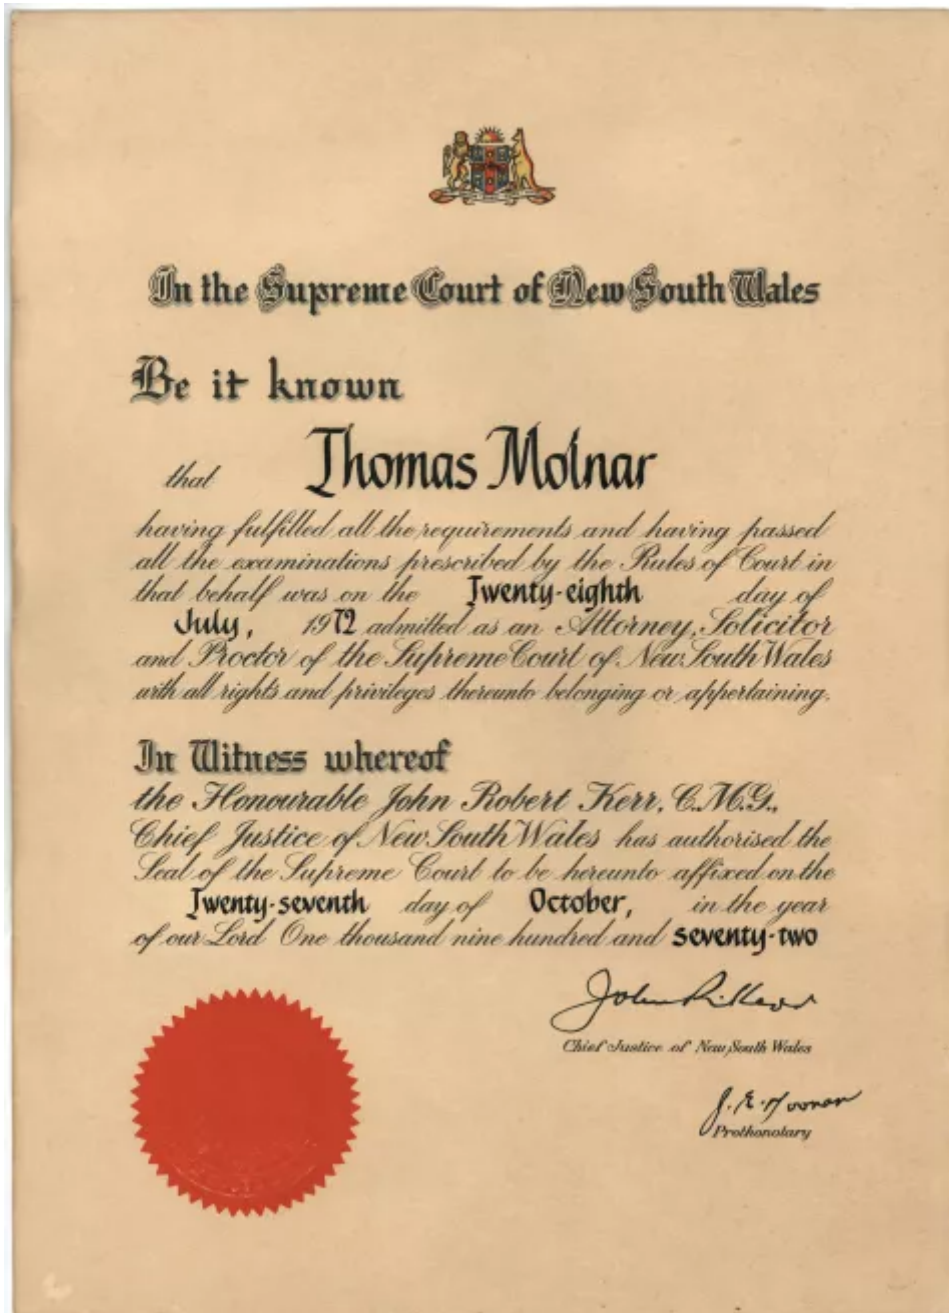 In the Supreme Court of New South Wales
Be it known
that Thomas Molnar
having fulfilled all the requirements and having passed
all the examinations prescribed by the Rules of Court in
that behalf was on the Twenty-eighth day of
July, 1972 admitted as an Attorney, Solicitor
and Proctor of the Supreme Court of New South Wales
with all rights and privileges thereunto belonging or appertaining.
In Witness whereof
the Honourable John Robert Kerr, C.M.G.,
Chief Justice of New South Wales has authorised the
Seal of the Supreme Court to be hereunto affixed on the
Twenty-seventh day of October, in the year
of our Lord One thousand nine hundred and seventy-two
Chief Justice of New South Wales
Prothonotary